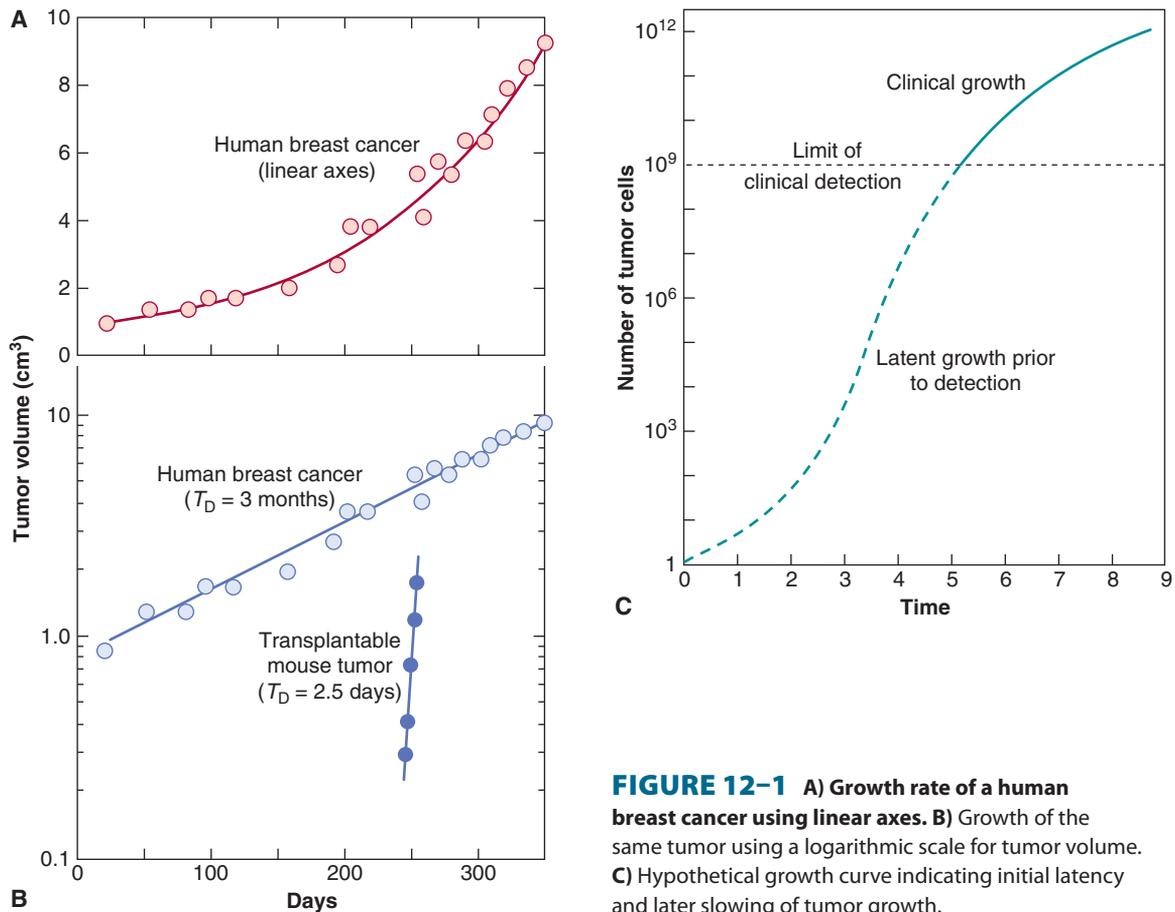 A
10
8
6
4
2
0
Human breast cancer
(linear axes)
Tumor volume (cm³)
10
1.0
0.1
Human breast cancer
(T_D = 3 months)
Transplantable
mouse tumor
(T_D = 2.5 days)
0 100 200 300
Days
B
10¹²
10⁹
10⁶
10³
1
Number of tumor cells
Clinical growth
Limit of
clinical detection
Latent growth prior
to detection
0 1 2 3 4 5 6 7 8 9
Time
C
FIGURE 12–1 A) Growth rate of a human
breast cancer using linear axes. B) Growth of the
same tumor using a logarithmic scale for tumor volume.
C) Hypothetical growth curve indicating initial latency
and later slowing of tumor growth.